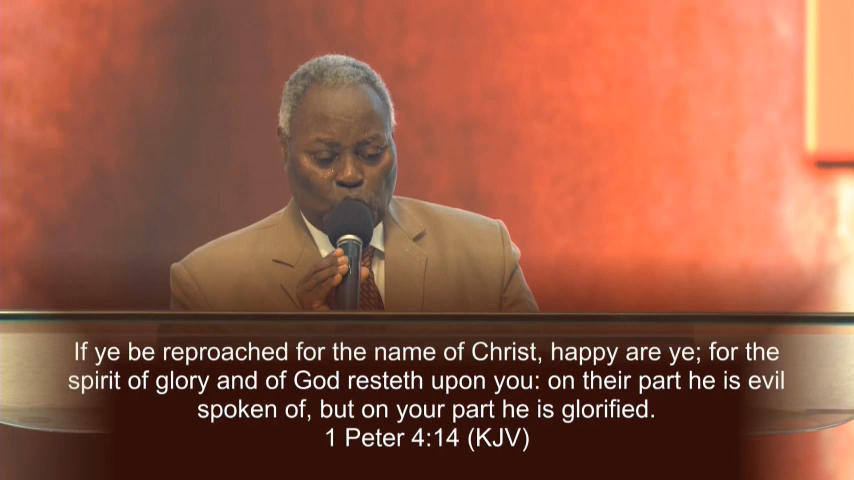 If ye be reproached for the name of Christ, happy are ye; for the
spirit of glory and of God resteth upon you: on their part he is evil
spoken of, but on your part he is glorified.
1 Peter 4:14 (KJV)